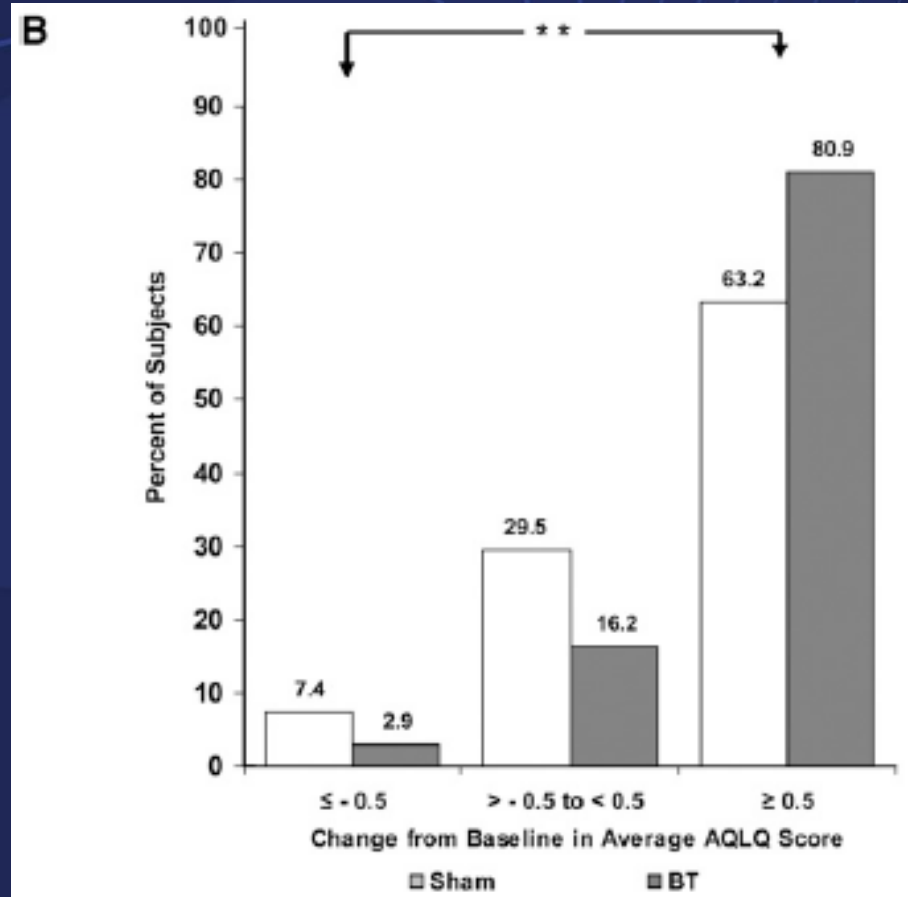 B
* *
100
90
80
70
60
50
40
30
20
10
0
Percent of Subjects
7.4
2.9
29.5
16.2
63.2
80.9
≤ - 0.5
> - 0.5 to < 0.5
≥ 0.5
Change from Baseline in Average AQLQ Score
Sham
BT